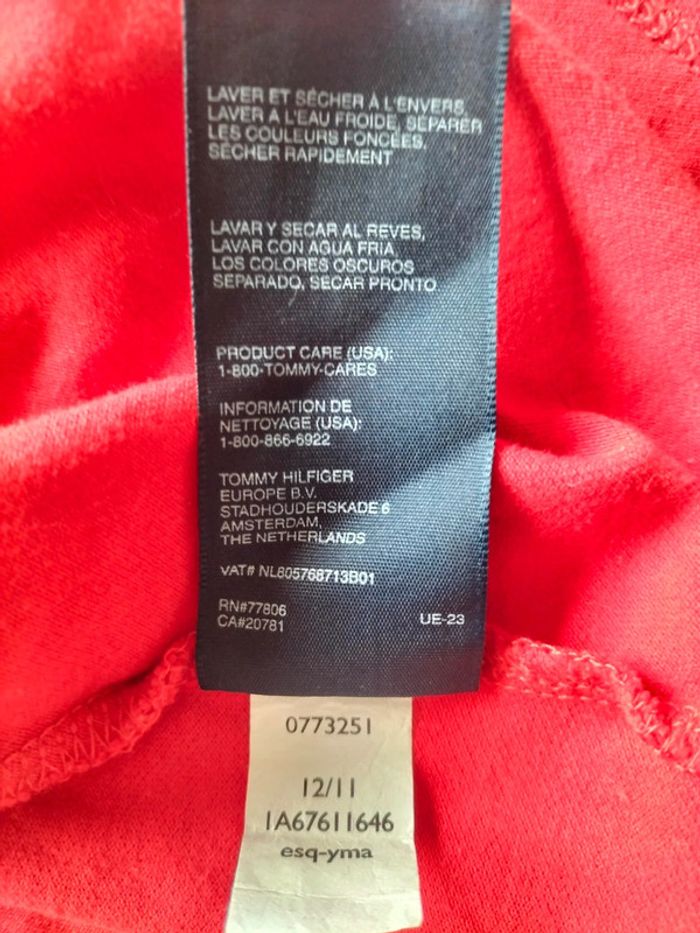 LAVER ET SÉCHER À L'ENVERS,
LAVER À L'EAU FROIDE, SÉPARER
LES COULEURS FONCÉES,
SÉCHER RAPIDEMENT
LAVAR Y SECAR AL REVES,
LAVAR CON AGUA FRIA
LOS COLORES OSCUROS
SEPARADO, SECAR PRONTO
PRODUCT CARE (USA):
1-800-TOMMY-CARES
INFORMATION DE
NETTOYAGE (USA):
1-800-866-6922
TOMMY HILFIGER
EUROPE B.V.
STADHOUDERSKADE 6
AMSTERDAM,
THE NETHERLANDS
VAT# NL805768713B01
RN#77806
CA#20781
UE-23
0773251
12/11
1A67611646
esq-yma